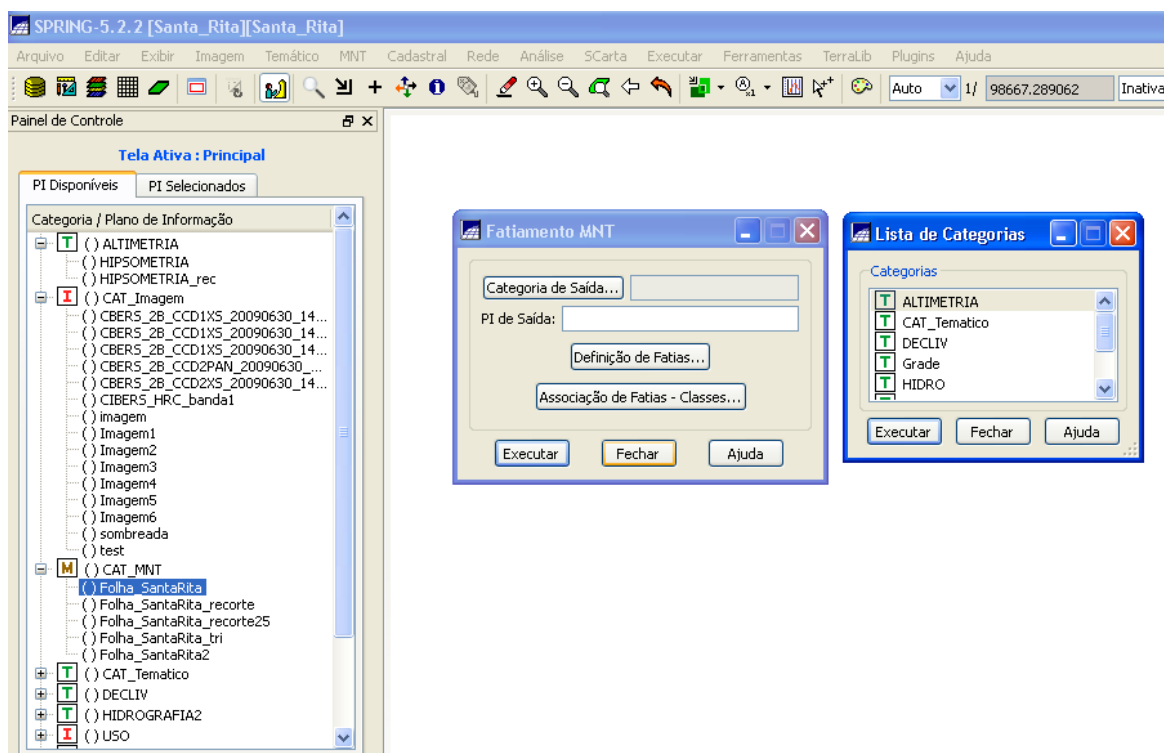 SPRING-5.2.2 [Santa_Rita][Santa_Rita]
Arquivo Editar Exibir Imagem Temático MNT Cadastral Rede Análise SCarta Executar Ferramentas TerraLib Plugins Ajuda
Auto 1/ 98667.289062 Inativa
Painel de Controle
Tela Ativa : Principal
PI Disponíveis PI Selecionados
Categoria / Plano de Informação
T ( ) ALTIMETRIA
( ) HIPSOMETRIA
( ) HIPSOMETRIA_rec
I ( ) CAT_Imagem
( ) CBERS_2B_CCD1XS_20090630_14...
( ) CBERS_2B_CCD1XS_20090630_14...
( ) CBERS_2B_CCD1XS_20090630_14...
( ) CBERS_2B_CCD2PAN_20090630_...
( ) CBERS_2B_CCD2XS_20090630_14...
( ) CIBERS_HRC_banda1
( ) imagem
( ) Imagem1
( ) Imagem2
( ) Imagem3
( ) Imagem4
( ) Imagem5
( ) Imagem6
( ) sombreada
( ) test
M ( ) CAT_MNT
( ) Folha_SantaRita
( ) Folha_SantaRita_recorte
( ) Folha_SantaRita_recorte25
( ) Folha_SantaRita_tri
( ) Folha_SantaRita2
T ( ) CAT_Tematico
T ( ) DECLIV
T ( ) HIDROGRAFIA2
I ( ) USO
Fatiamento MNT
Categoria de Saída...
PI de Saída:
Definição de Fatias...
Associação de Fatias - Classes...
Executar Fechar Ajuda
Lista de Categorias
Categorias
T ALTIMETRIA
T CAT_Tematico
T DECLIV
T Grade
T HIDRO
Executar Fechar Ajuda